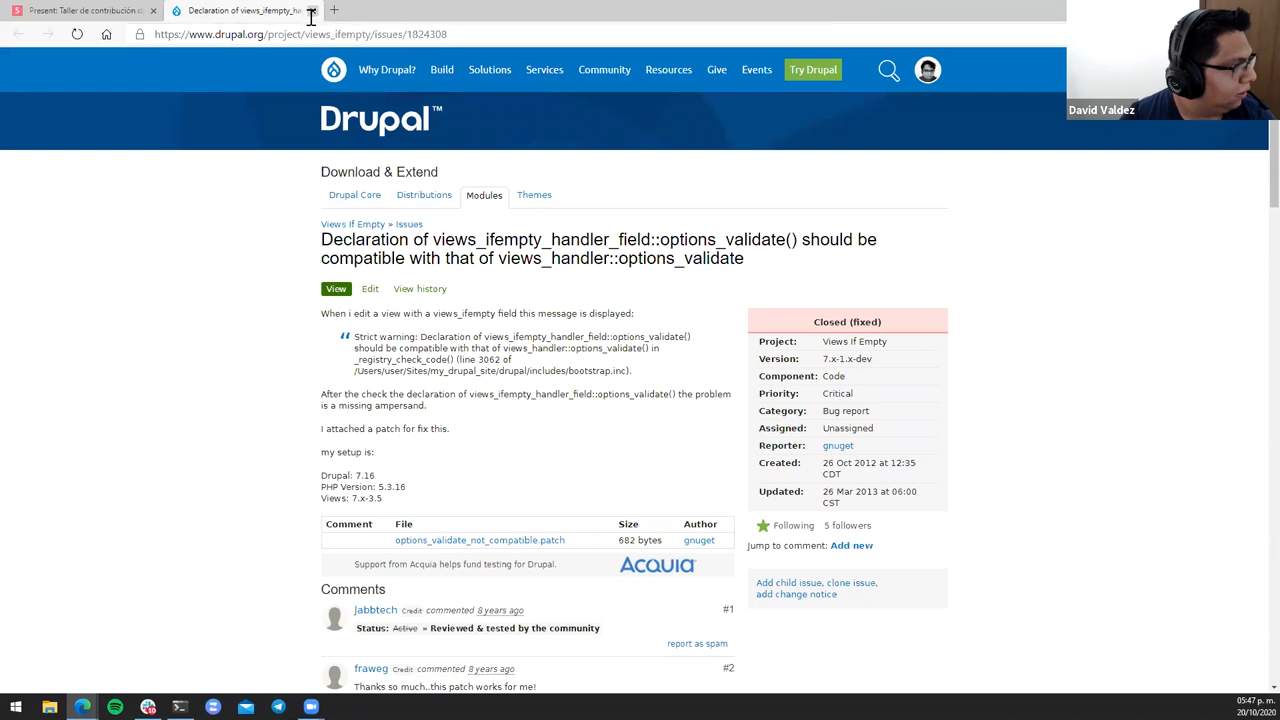 Present: Taller de contribución d
Declaration of views_ifempty_ha
https://www.drupal.org/project/views_ifempty/issues/1824308
Why Drupal?
Build
Solutions
Services
Community
Resources
Give
Events
Try Drupal
David Valdez
Drupal™
Download & Extend
Drupal Core
Distributions
Modules
Themes
Views If Empty » Issues
Declaration of views_ifempty_handler_field::options_validate() should be
compatible with that of views_handler::options_validate
View
Edit
View history
When i edit a view with a views_ifempty field this message is displayed:
“ Strict warning: Declaration of views_ifempty_handler_field::options_validate()
should be compatible with that of views_handler::options_validate() in
_registry_check_code() (line 3062 of
/Users/user/Sites/my_drupal_site/drupal/includes/bootstrap.inc).
After the check the declaration of views_ifempty_handler_field::options_validate() the problem
is a missing ampersand.
I attached a patch for fix this.
my setup is:
Drupal: 7.16
PHP Version: 5.3.16
Views: 7.x-3.5
Comment File Size Author
options_validate_not_compatible.patch 682 bytes gnuget
Support from Acquia helps fund testing for Drupal. ACQUIA
Comments
Jabbtech Credit commented 8 years ago #1
Status: Active » Reviewed & tested by the community
report as spam
fraweg Credit commented 8 years ago #2
Thanks so much..this patch works for me!
Closed (fixed)
Project: Views If Empty
Version: 7.x-1.x-dev
Component: Code
Priority: Critical
Category: Bug report
Assigned: Unassigned
Reporter: gnuget
Created: 26 Oct 2012 at 12:35
CDT
Updated: 26 Mar 2013 at 06:00
CST
Following 5 followers
Jump to comment: Add new
Add child issue, clone issue,
add change notice
05:47 p. m.
20/10/2020